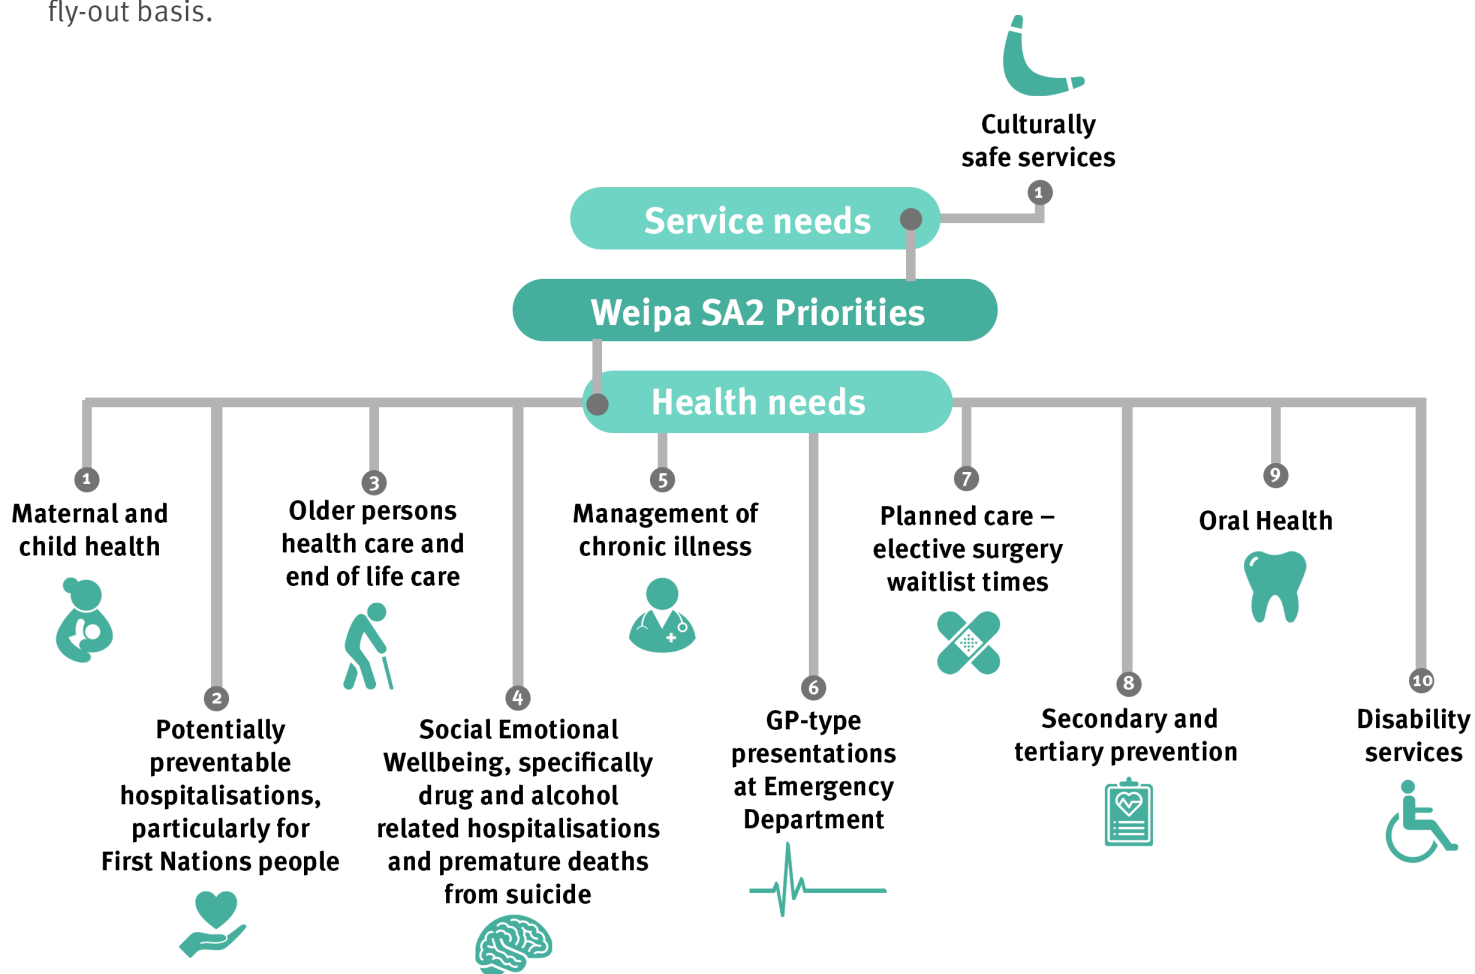 fly-out basis.
Culturally
safe services
1
Service needs
Weipa SA2 Priorities
Health needs
1
Maternal and
child health
2
Potentially
preventable
hospitalisations,
particularly for
First Nations people
3
Older persons
health care and
end of life care
4
Social Emotional
Wellbeing, specifically
drug and alcohol
related hospitalisations
and premature deaths
from suicide
5
Management of
chronic illness
6
GP-type
presentations
at Emergency
Department
7
Planned care –
elective surgery
waitlist times
8
Secondary and
tertiary prevention
9
Oral Health
10
Disability
services